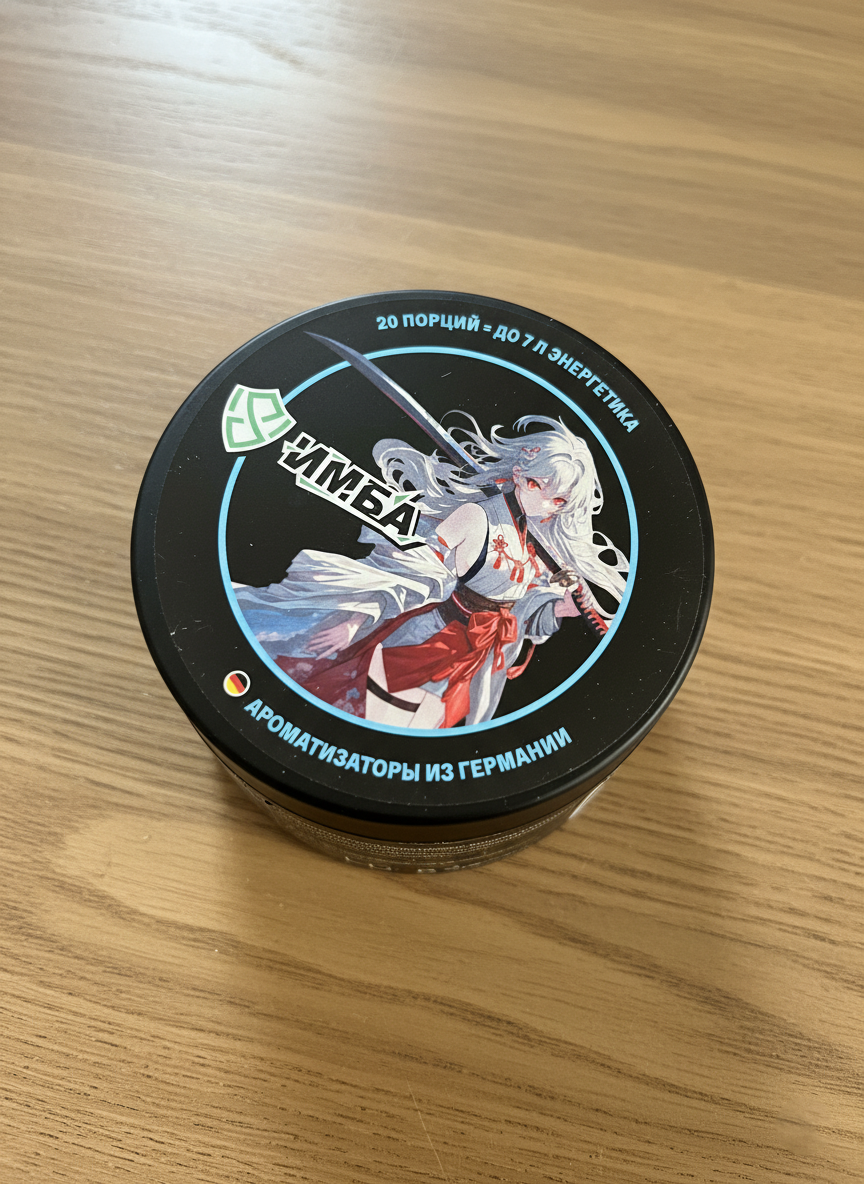 20 ПОРЦИЙ = ДО 7 Л ЭНЕРГЕТИКА
ИМБА
АРОМАТИЗАТОРЫ ИЗ ГЕРМАНИИ